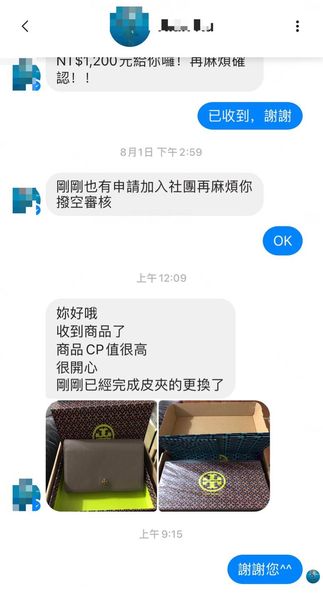 NT$1,200元給你囉！再麻煩確
認！！
已收到，謝謝
8月1日 下午2:59
剛剛也有申請加入社團再麻煩你
撥空審核
OK
上午12:09
妳好哦
收到商品了
商品CP值很高
很開心
剛剛已經完成皮夾的更換了
上午9:15
謝謝您^^